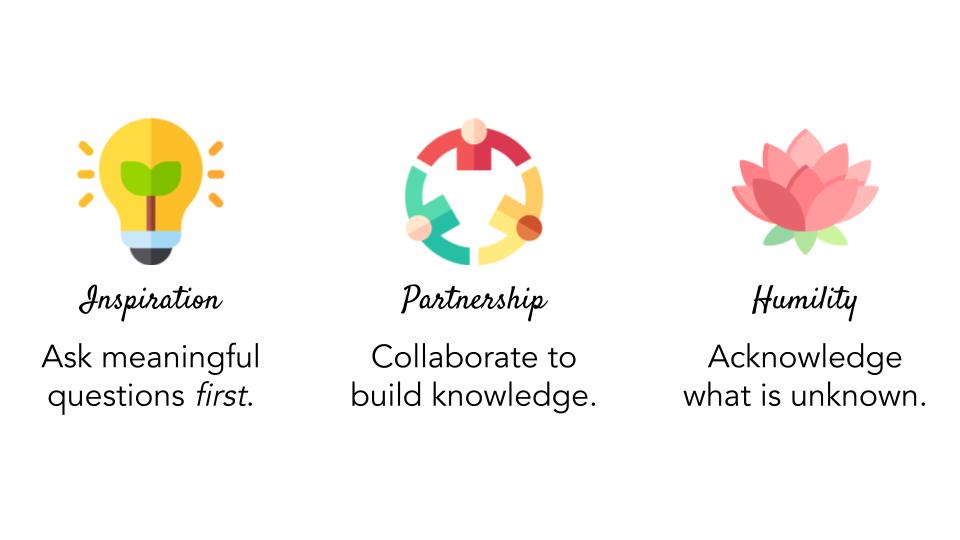 Inspiration
Ask meaningful
questions first.
Partnership
Collaborate to
build knowledge.
Humility
Acknowledge
what is unknown.